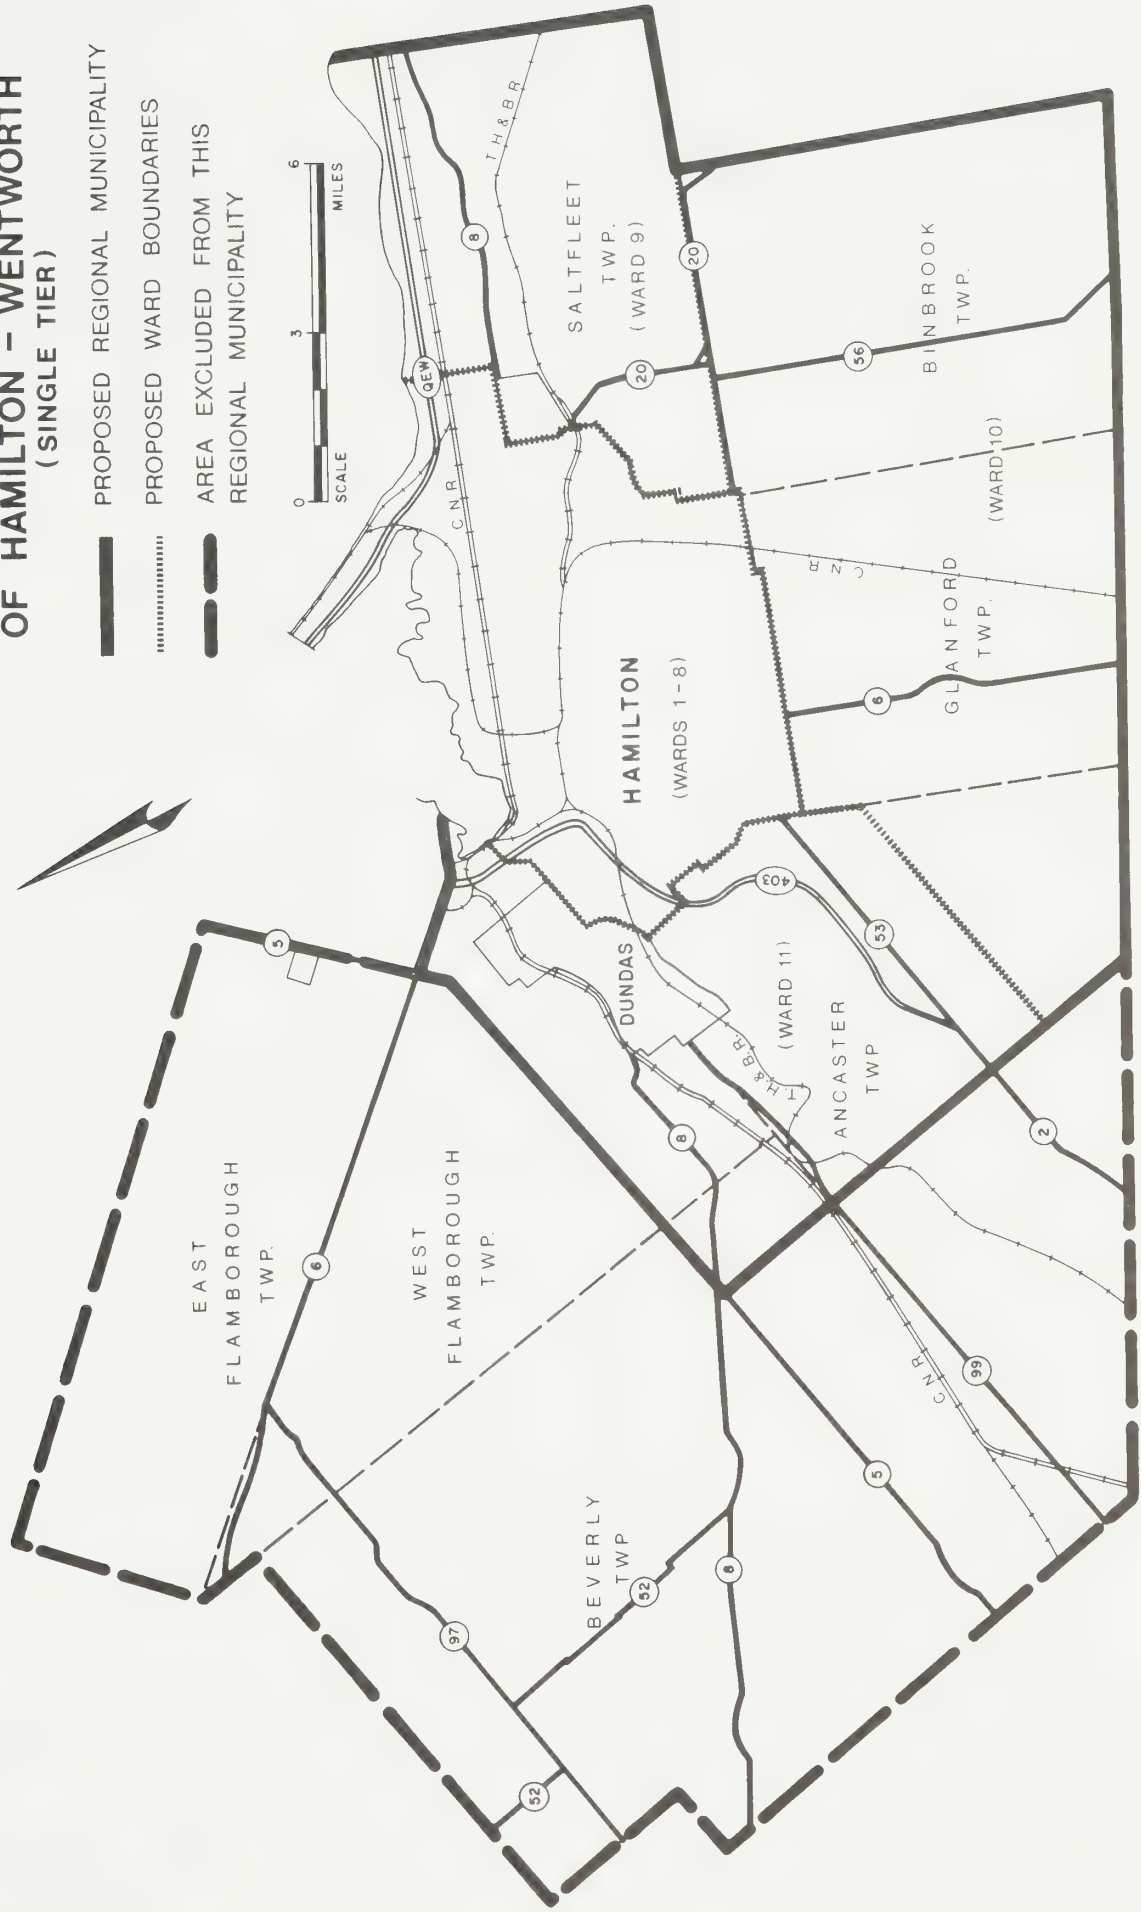 OF HAMILTON – WENTWORTH
(SINGLE TIER)
PROPOSED REGIONAL MUNICIPALITY
PROPOSED WARD BOUNDARIES
AREA EXCLUDED FROM THIS
REGIONAL MUNICIPALITY
0 3 6
SCALE MILES
EAST
FLAMBOROUGH
TWP.
5
6
WEST
FLAMBOROUGH
TWP.
97
52
BEVERLY
TWP
52
8
8
5
99
C N R
2
DUNDAS
T.H.&B.R.
(WARD 11)
ANCASTER
TWP
403
53
HAMILTON
(WARDS 1-8)
C N R
QEW
8
TH&BR
SALTFLEET
TWP.
(WARD 9)
20
20
56
BINBROOK
TWP.
(WARD 10)
C N R
GLANFORD
TWP.
6